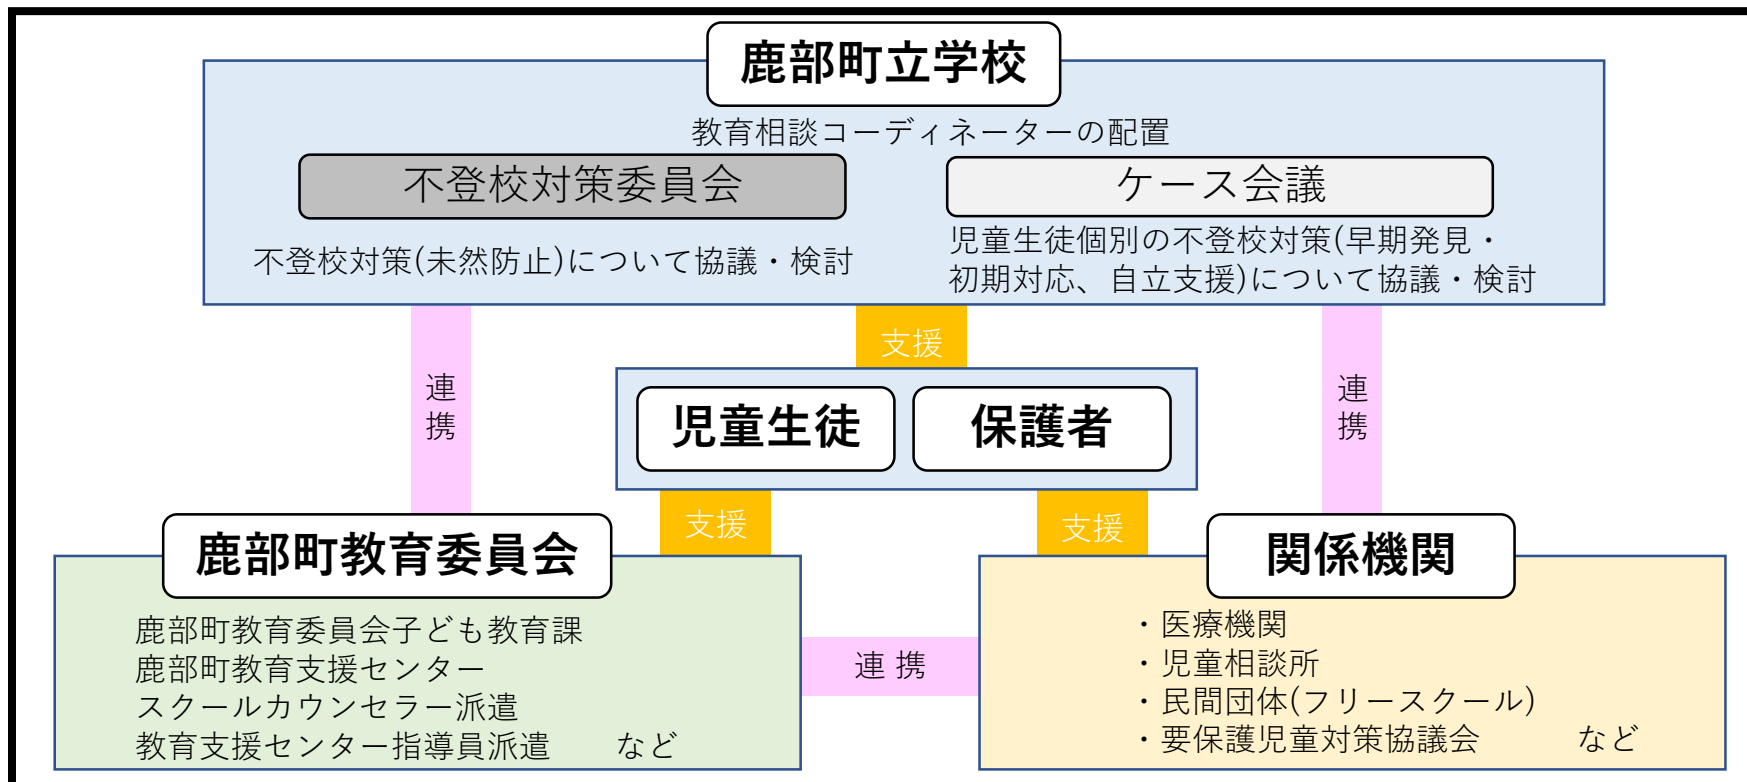 鹿部町立学校
教育相談コーディネーターの配置
不登校対策委員会
不登校対策(未然防止)について協議・検討
ケース会議
児童生徒個別の不登校対策(早期発見・
初期対応、自立支援)について協議・検討
連携
支援
連携
児童生徒
保護者
支援
支援
鹿部町教育委員会
鹿部町教育委員会子ども教育課
鹿部町教育支援センター
スクールカウンセラー派遣
教育支援センター指導員派遣　　など
連 携
関係機関
・医療機関
・児童相談所
・民間団体(フリースクール)
・要保護児童対策協議会　　　など